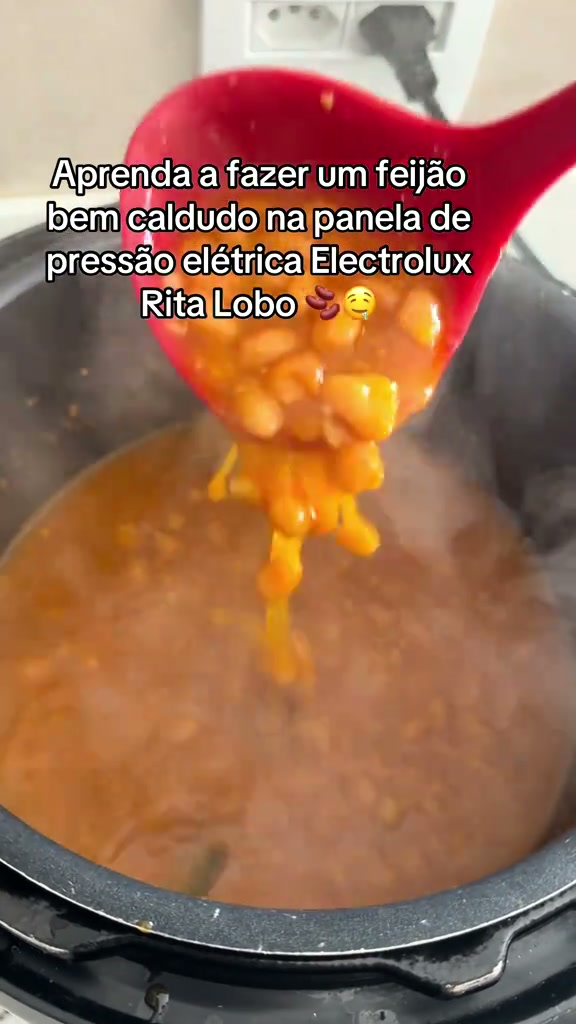 Aprenda a fazer um feijão
bem caldudo na panela de
pressão elétrica Electrolux
Rita Lobo 🫘🤤